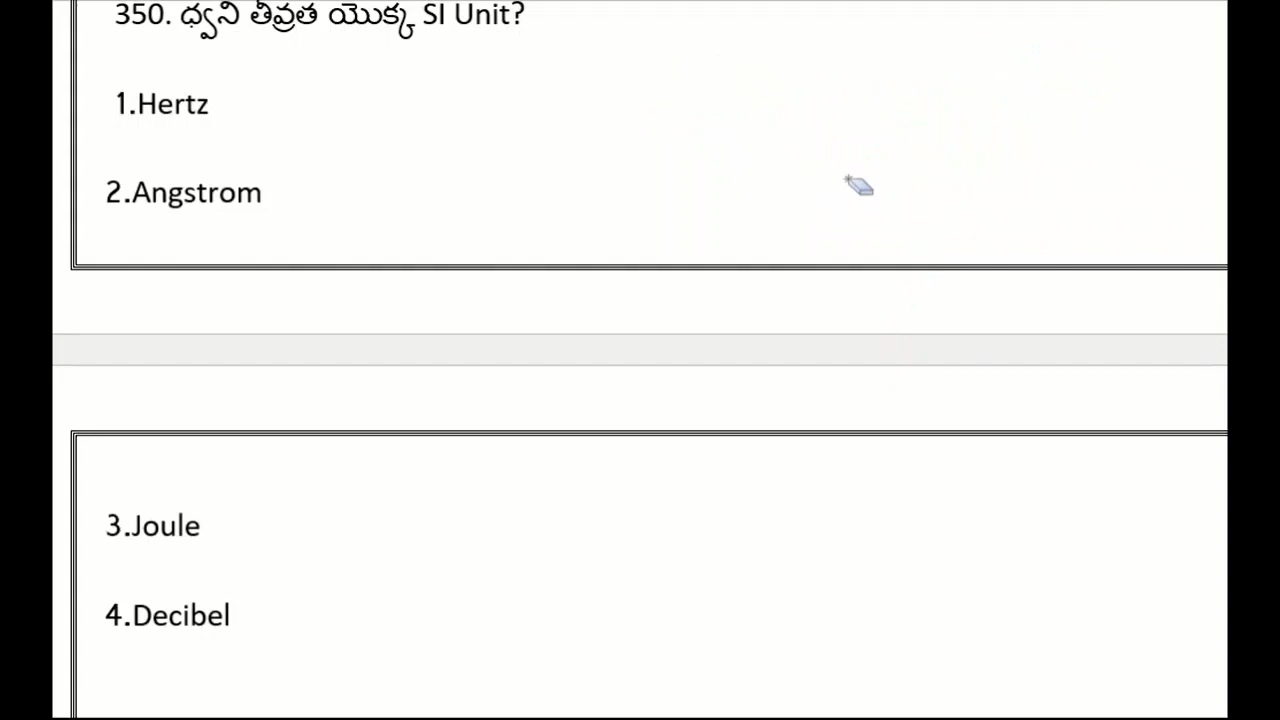 350. ధ్వని తీవ్రత యొక్క SI Unit?
1.Hertz
2.Angstrom
3.Joule
4.Decibel